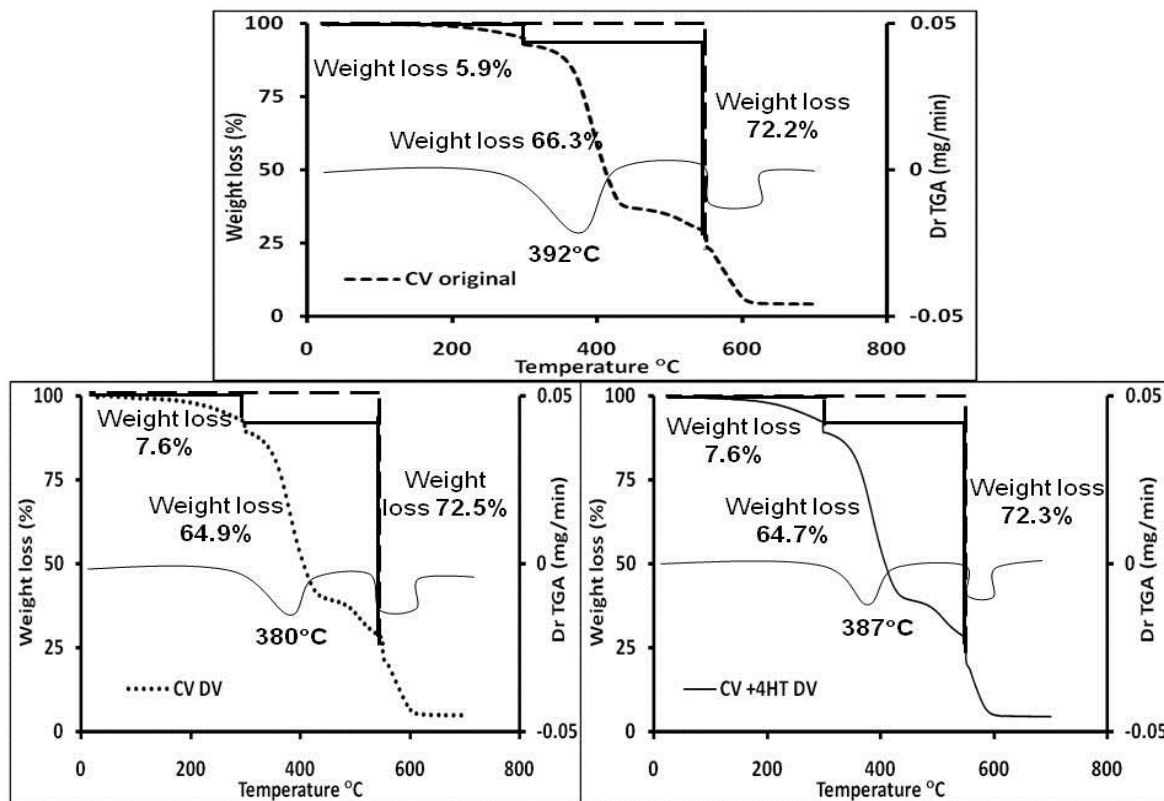 100
75
50
25
0
Weight loss (%)
0.05
0
-0.05
Dr TGA (mg/min)
Weight loss 5.9%
Weight loss 66.3%
Weight loss
72.2%
392°C
CV original
0
200
400
600
800
Temperature °C
100
75
50
25
0
Weight loss (%)
0.05
0
-0.05
Dr TGA (mg/min)
Weight loss
7.6%
Weight loss
64.9%
Weight
loss 72.5%
380°C
CV DV
0
200
400
600
800
Temperature °C
100
75
50
25
0
Weight loss (%)
0.05
0
-0.05
Dr TGA (mg/min)
Weight loss
7.6%
Weight loss
64.7%
Weight loss
72.3%
387°C
CV +4HT DV
0
200
400
600
800
Temperature °C